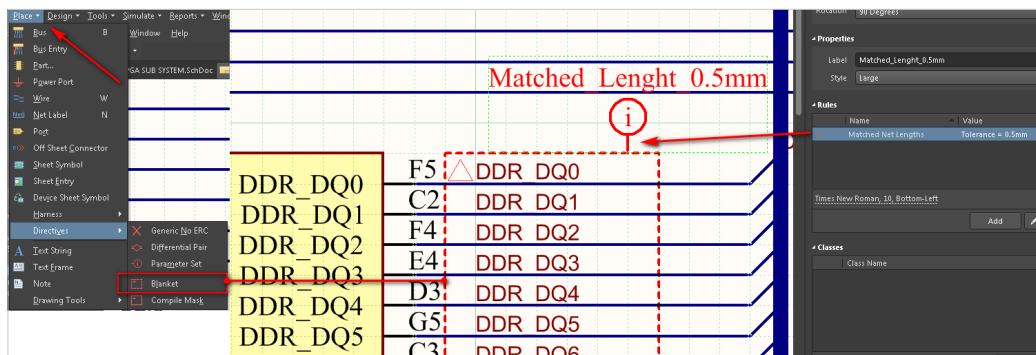 Place Design Tools Simulate Reports Wind
Window Help
GA SUB SYSTEM.SchDoc
Bus B
Bus Entry
Part...
Power Port
Wire W
Net Label N
Port
Off Sheet Connector
Sheet Symbol
Sheet Entry
Device Sheet Symbol
Harness
Directives
Text String
Text Frame
Note
Drawing Tools
Generic No ERC
Differential Pair
Parameter Set
Blanket
Compile Mask
Matched_Lenght_0.5mm
i
DDR_DQ0 F5 DDR_DQ0
DDR_DQ1 C2 DDR_DQ1
DDR_DQ2 F4 DDR_DQ2
DDR_DQ3 E4 DDR_DQ3
DDR_DQ4 D3 DDR_DQ4
DDR_DQ5 G5 DDR_DQ5
C3 DDR_DQ6
Rotation 90 Degrees
Properties
Label Matched_Lenght_0.5mm
Style Large
Rules
Name Value
Matched Net Lengths Tolerance = 0.5mm
Times New Roman, 10, Bottom-Left
Add
Classes
Class Name